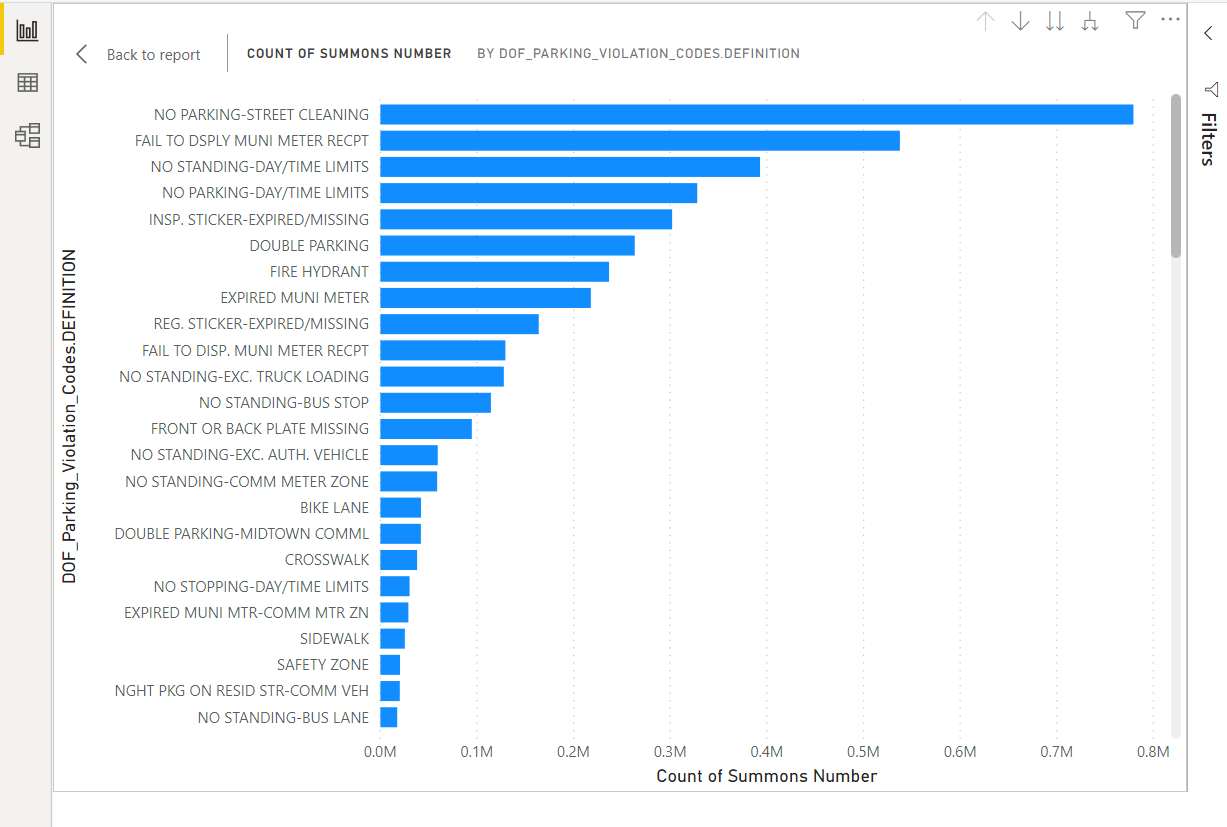 Back to report
COUNT OF SUMMONS NUMBER
BY DOF_PARKING_VIOLATION_CODES.DEFINITION
Filters
DOF_Parking_Violation_Codes.DEFINITION
NO PARKING-STREET CLEANING
FAIL TO DSPLY MUNI METER RECPT
NO STANDING-DAY/TIME LIMITS
NO PARKING-DAY/TIME LIMITS
INSP. STICKER-EXPIRED/MISSING
DOUBLE PARKING
FIRE HYDRANT
EXPIRED MUNI METER
REG. STICKER-EXPIRED/MISSING
FAIL TO DISP. MUNI METER RECPT
NO STANDING-EXC. TRUCK LOADING
NO STANDING-BUS STOP
FRONT OR BACK PLATE MISSING
NO STANDING-EXC. AUTH. VEHICLE
NO STANDING-COMM METER ZONE
BIKE LANE
DOUBLE PARKING-MIDTOWN COMML
CROSSWALK
NO STOPPING-DAY/TIME LIMITS
EXPIRED MUNI MTR-COMM MTR ZN
SIDEWALK
SAFETY ZONE
NGHT PKG ON RESID STR-COMM VEH
NO STANDING-BUS LANE
0.0M 0.1M 0.2M 0.3M 0.4M 0.5M 0.6M 0.7M 0.8M
Count of Summons Number